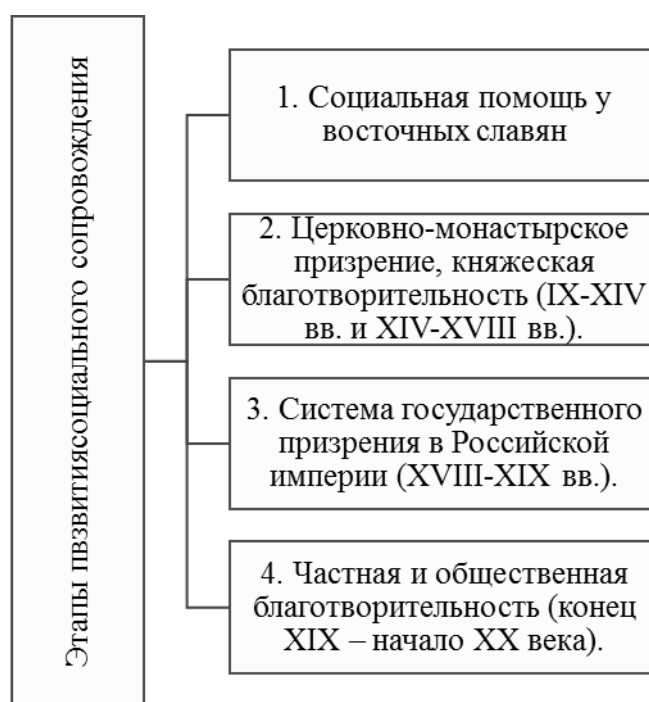 Этапы пвзвитиясоциального сопровождения
1. Социальная помощь у
восточных славян
2. Церковно-монастырское
призрение, княжеская
благотворительность (IX-XIV
вв. и XIV-XVIII вв.).
3. Система государственного
призрения в Российской
империи (XVIII-XIX вв.).
4. Частная и общественная
благотворительность (конец
XIX – начало XX века).